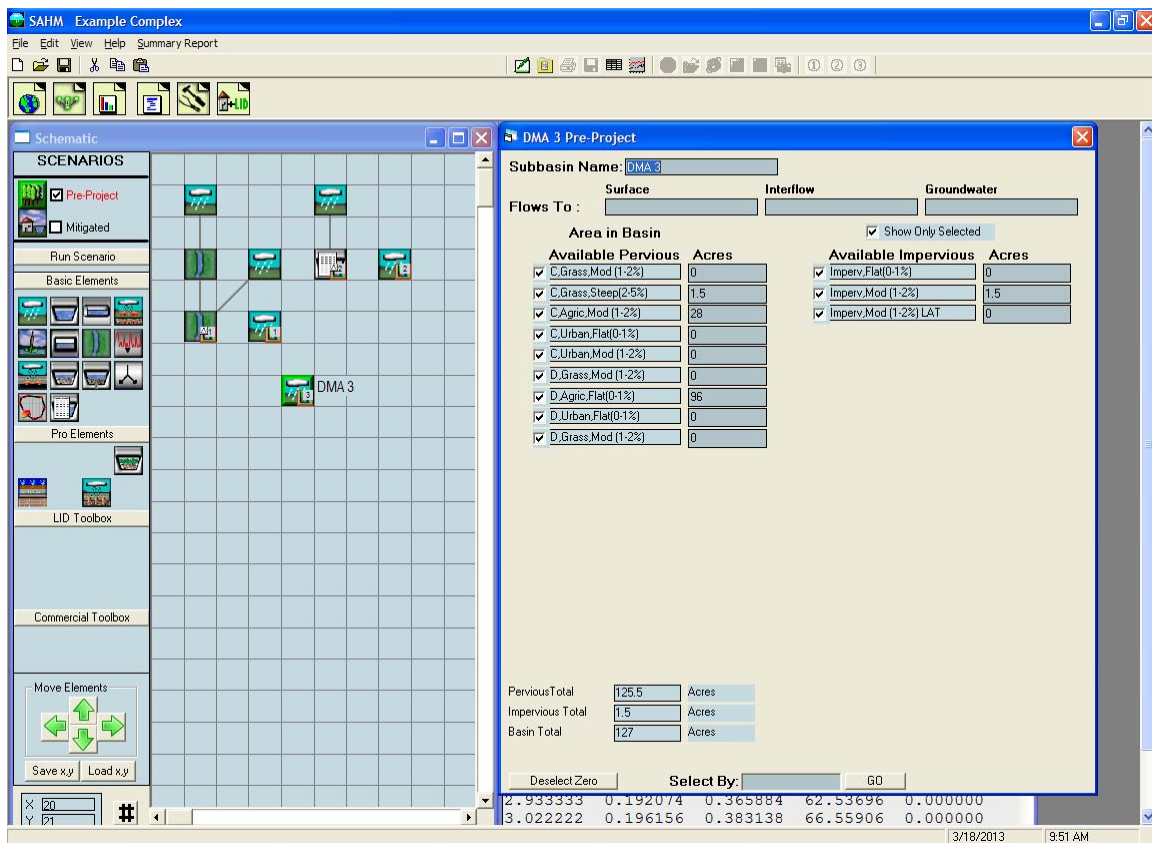 SAHM Example Complex
File Edit View Help Summary Report
Schematic
SCENARIOS
Pre-Project
Mitigated
Run Scenario
Basic Elements
Pro Elements
LID Toolbox
Commercial Toolbox
Move Elements
Save x,y Load x,y
X 20
Y 21
#
+LID
2
2
1
1
3
DMA 3
DMA 3 Pre-Project
Subbasin Name: DMA 3
Surface Interflow Groundwater
Flows To :
Area in Basin Show Only Selected
Available Pervious Acres Available Impervious Acres
C,Grass,Mod (1-2%) 0 Imperv,Flat(0-1%) 0
C,Grass,Steep(2-5%) 1.5 Imperv,Mod (1-2%) 1.5
C,Agric,Mod (1-2%) 28 Imperv,Mod (1-2%) LAT 0
C,Urban,Flat(0-1%) 0
C,Urban,Mod (1-2%) 0
D,Grass,Mod (1-2%) 0
D,Agric,Flat(0-1%) 96
D,Urban,Flat(0-1%) 0
D,Grass,Mod (1-2%) 0
PerviousTotal 125.5 Acres
Impervious Total 1.5 Acres
Basin Total 127 Acres
Deselect Zero Select By: GO
2.933333 0.192074 0.365884 62.53696 0.000000
3.022222 0.196156 0.383138 66.55906 0.000000
3/18/2013 9:51 AM